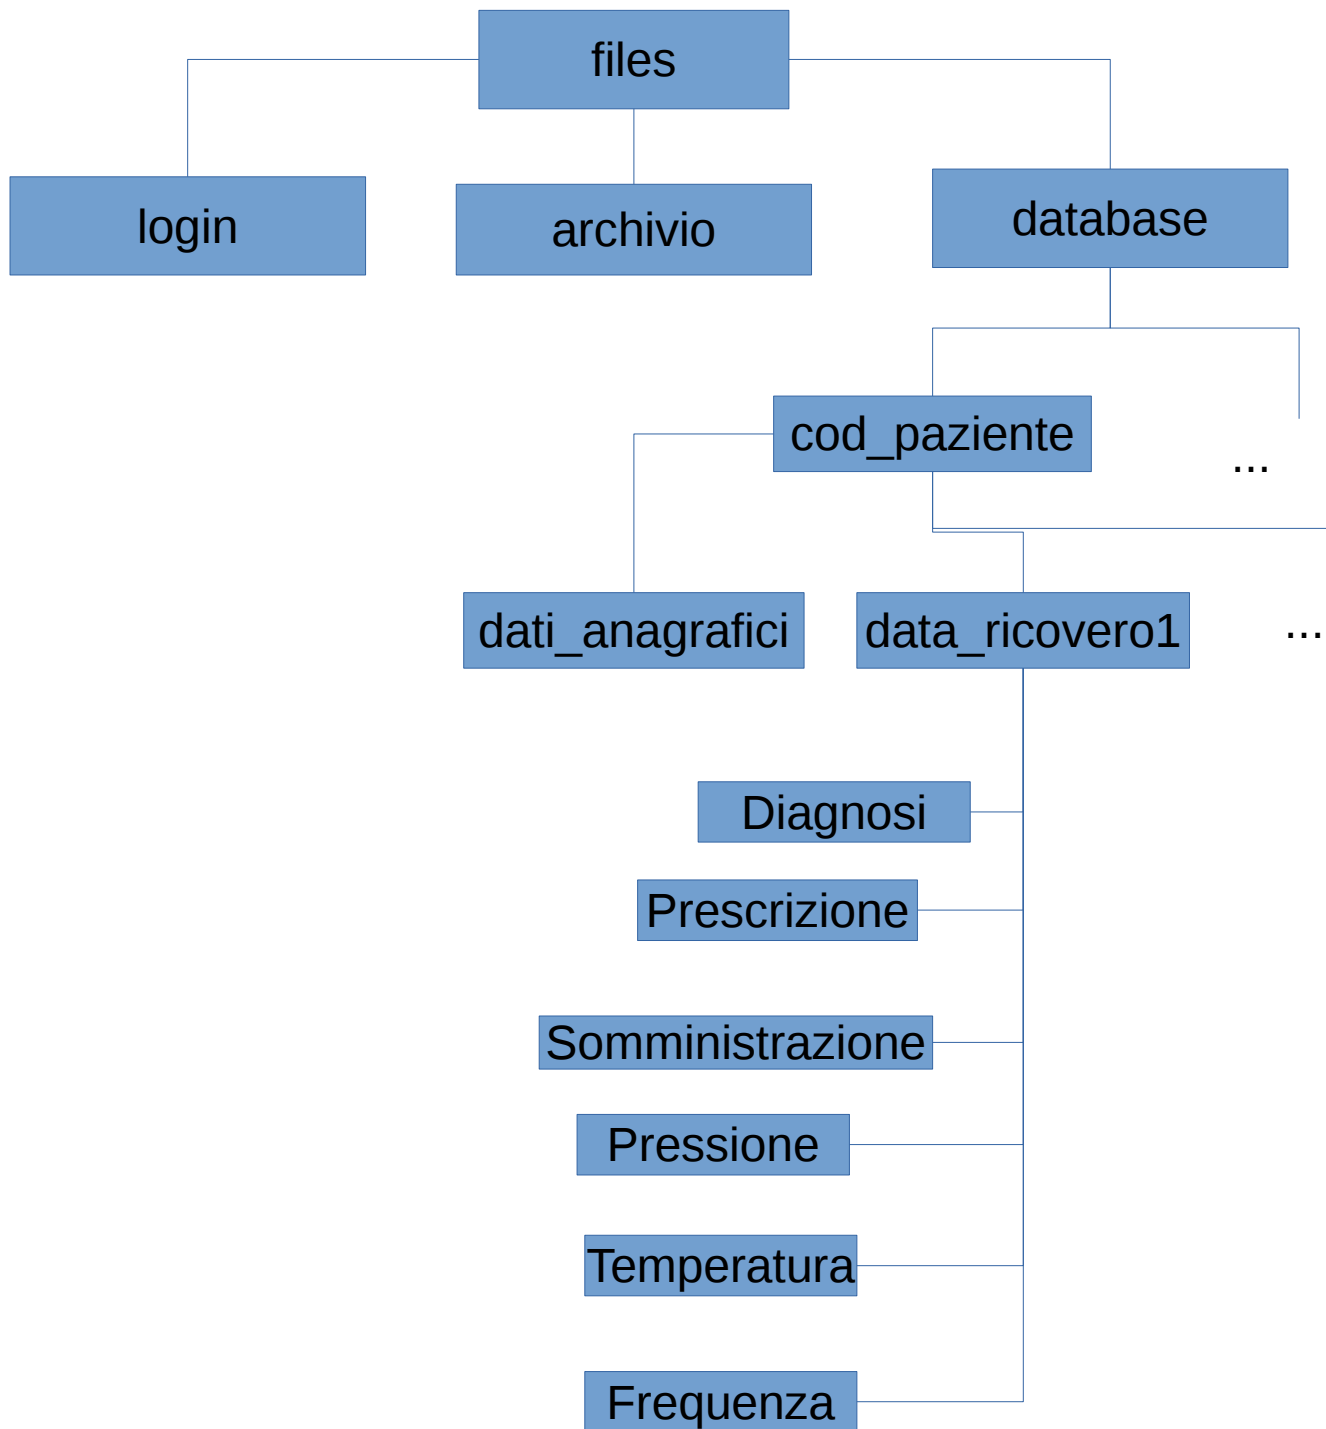 files
login
archivio
database
cod_paziente
...
dati_anagrafici
data_ricovero1
...
Diagnosi
Prescrizione
Somministrazione
Pressione
Temperatura
Frequenza